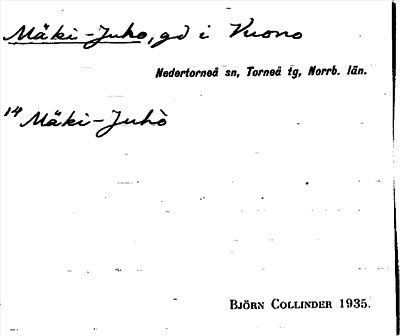 Mäki-Juho, gd i Vuono
Nedertorneå sn, Torneå tg, Norrb. län.
14 Mäki-Juhò
BJÖRN COLLINDER 1935.